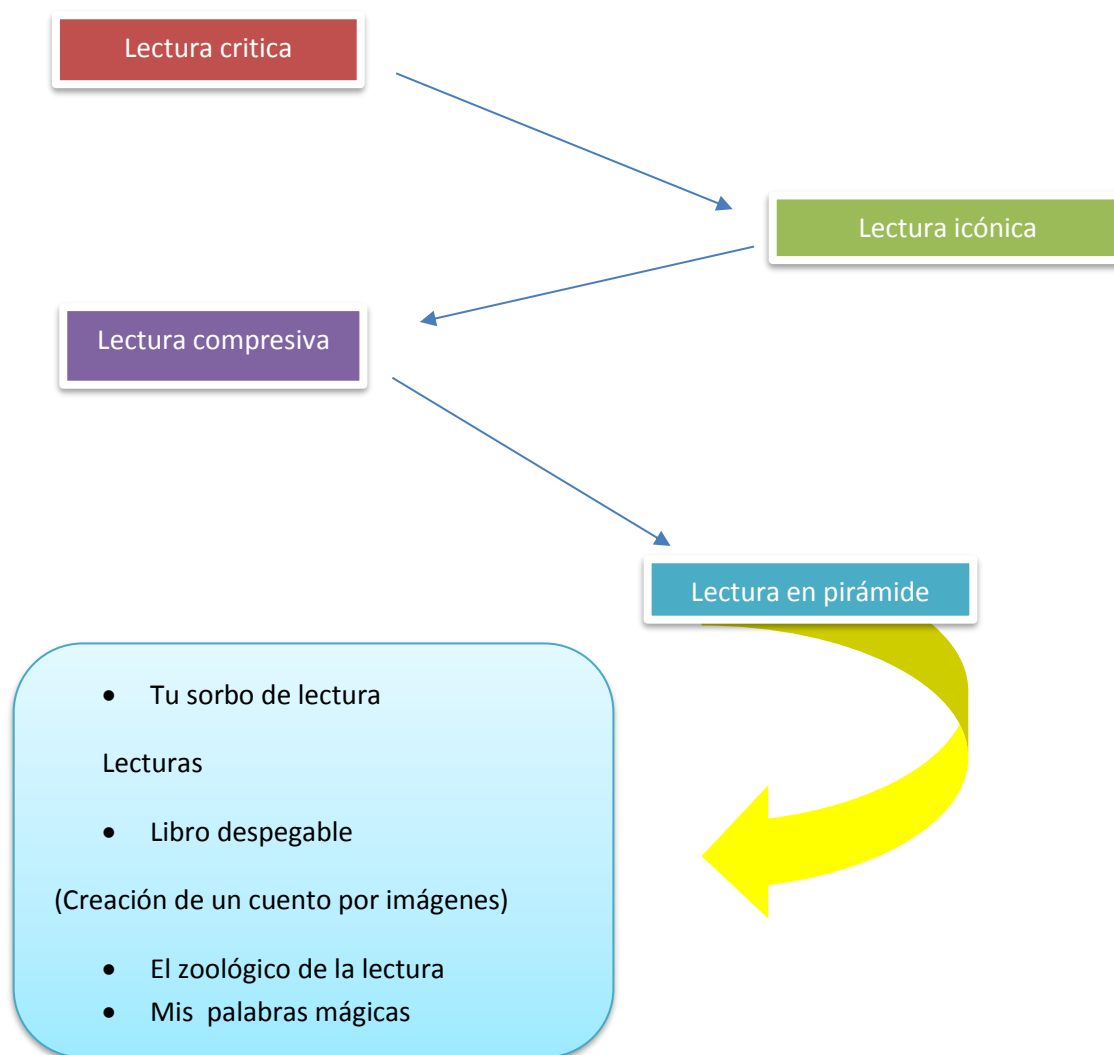 Lectura critica
Lectura icónica
Lectura compresiva
Lectura en pirámide
• Tu sorbo de lectura
Lecturas
• Libro despegable
(Creación de un cuento por imágenes)
• El zoológico de la lectura
• Mis palabras mágicas